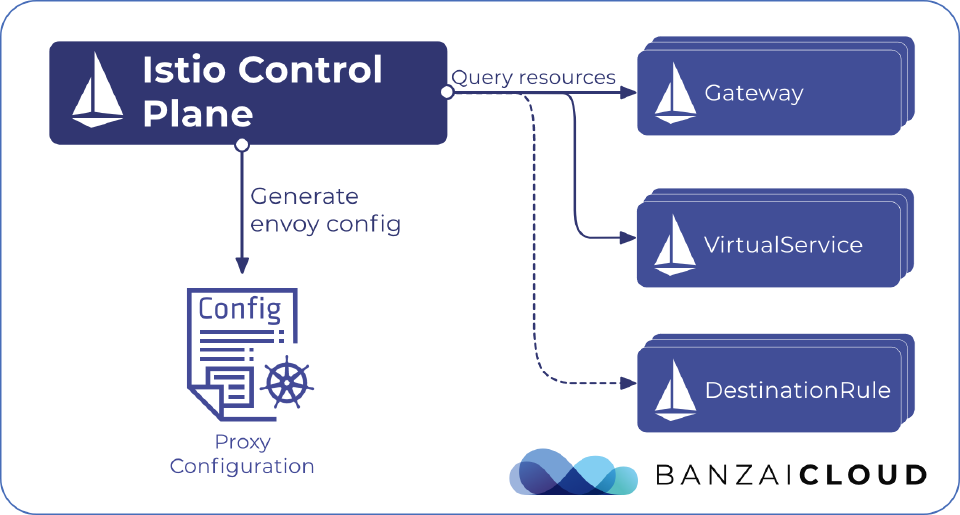 Istio Control
Plane
Query resources
Gateway
Generate
envoy config
VirtualService
Config
DestinationRule
Proxy
Configuration
BANZAICLOUD